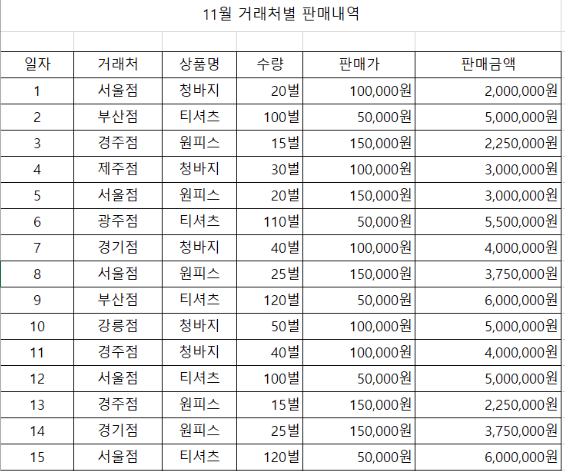 11월 거래처별 판매내역
일자 거래처 상품명 수량 판매가 판매금액
1 서울점 청바지 20벌 100,000원 2,000,000원
2 부산점 티셔츠 100벌 50,000원 5,000,000원
3 경주점 원피스 15벌 150,000원 2,250,000원
4 제주점 청바지 30벌 100,000원 3,000,000원
5 서울점 원피스 20벌 150,000원 3,000,000원
6 광주점 티셔츠 110벌 50,000원 5,500,000원
7 경기점 청바지 40벌 100,000원 4,000,000원
8 서울점 원피스 25벌 150,000원 3,750,000원
9 부산점 티셔츠 120벌 50,000원 6,000,000원
10 강릉점 청바지 50벌 100,000원 5,000,000원
11 경주점 청바지 40벌 100,000원 4,000,000원
12 서울점 티셔츠 100벌 50,000원 5,000,000원
13 경주점 원피스 15벌 150,000원 2,250,000원
14 경기점 원피스 25벌 150,000원 3,750,000원
15 서울점 티셔츠 120벌 50,000원 6,000,000원